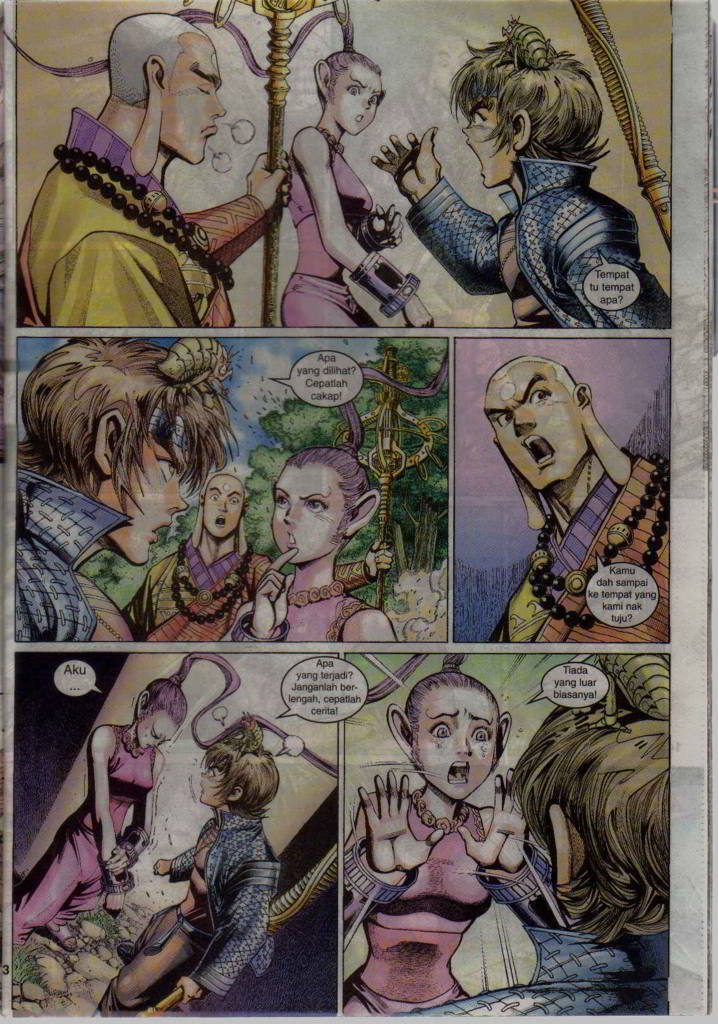 Tempat
tu tempat
apa?
Apa
yang dilihat?
Cepatlah
cakap!
Kamu
dah sampai
ke tempat yang
kami nak
tuju?
Aku
...
Apa
yang terjadi?
Janganlah ber-
lengah, cepatlah
cerita!
Tiada
yang luar
biasanya!
3